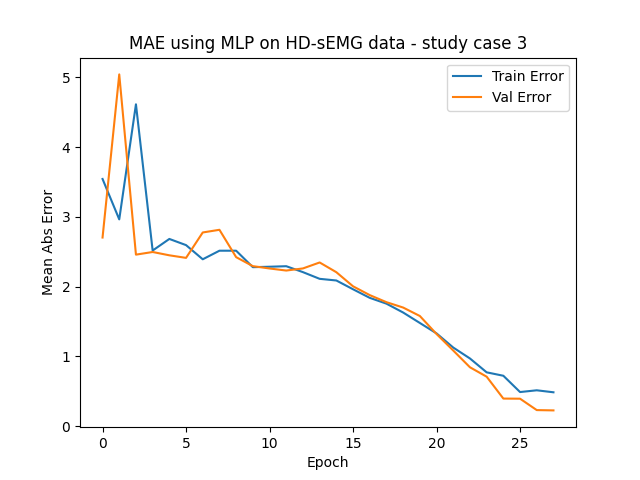 MAE using MLP on HD-sEMG data - study case 3
Train Error
Val Error
Mean Abs Error
5
4
3
2
1
0
0 5 10 15 20 25
Epoch